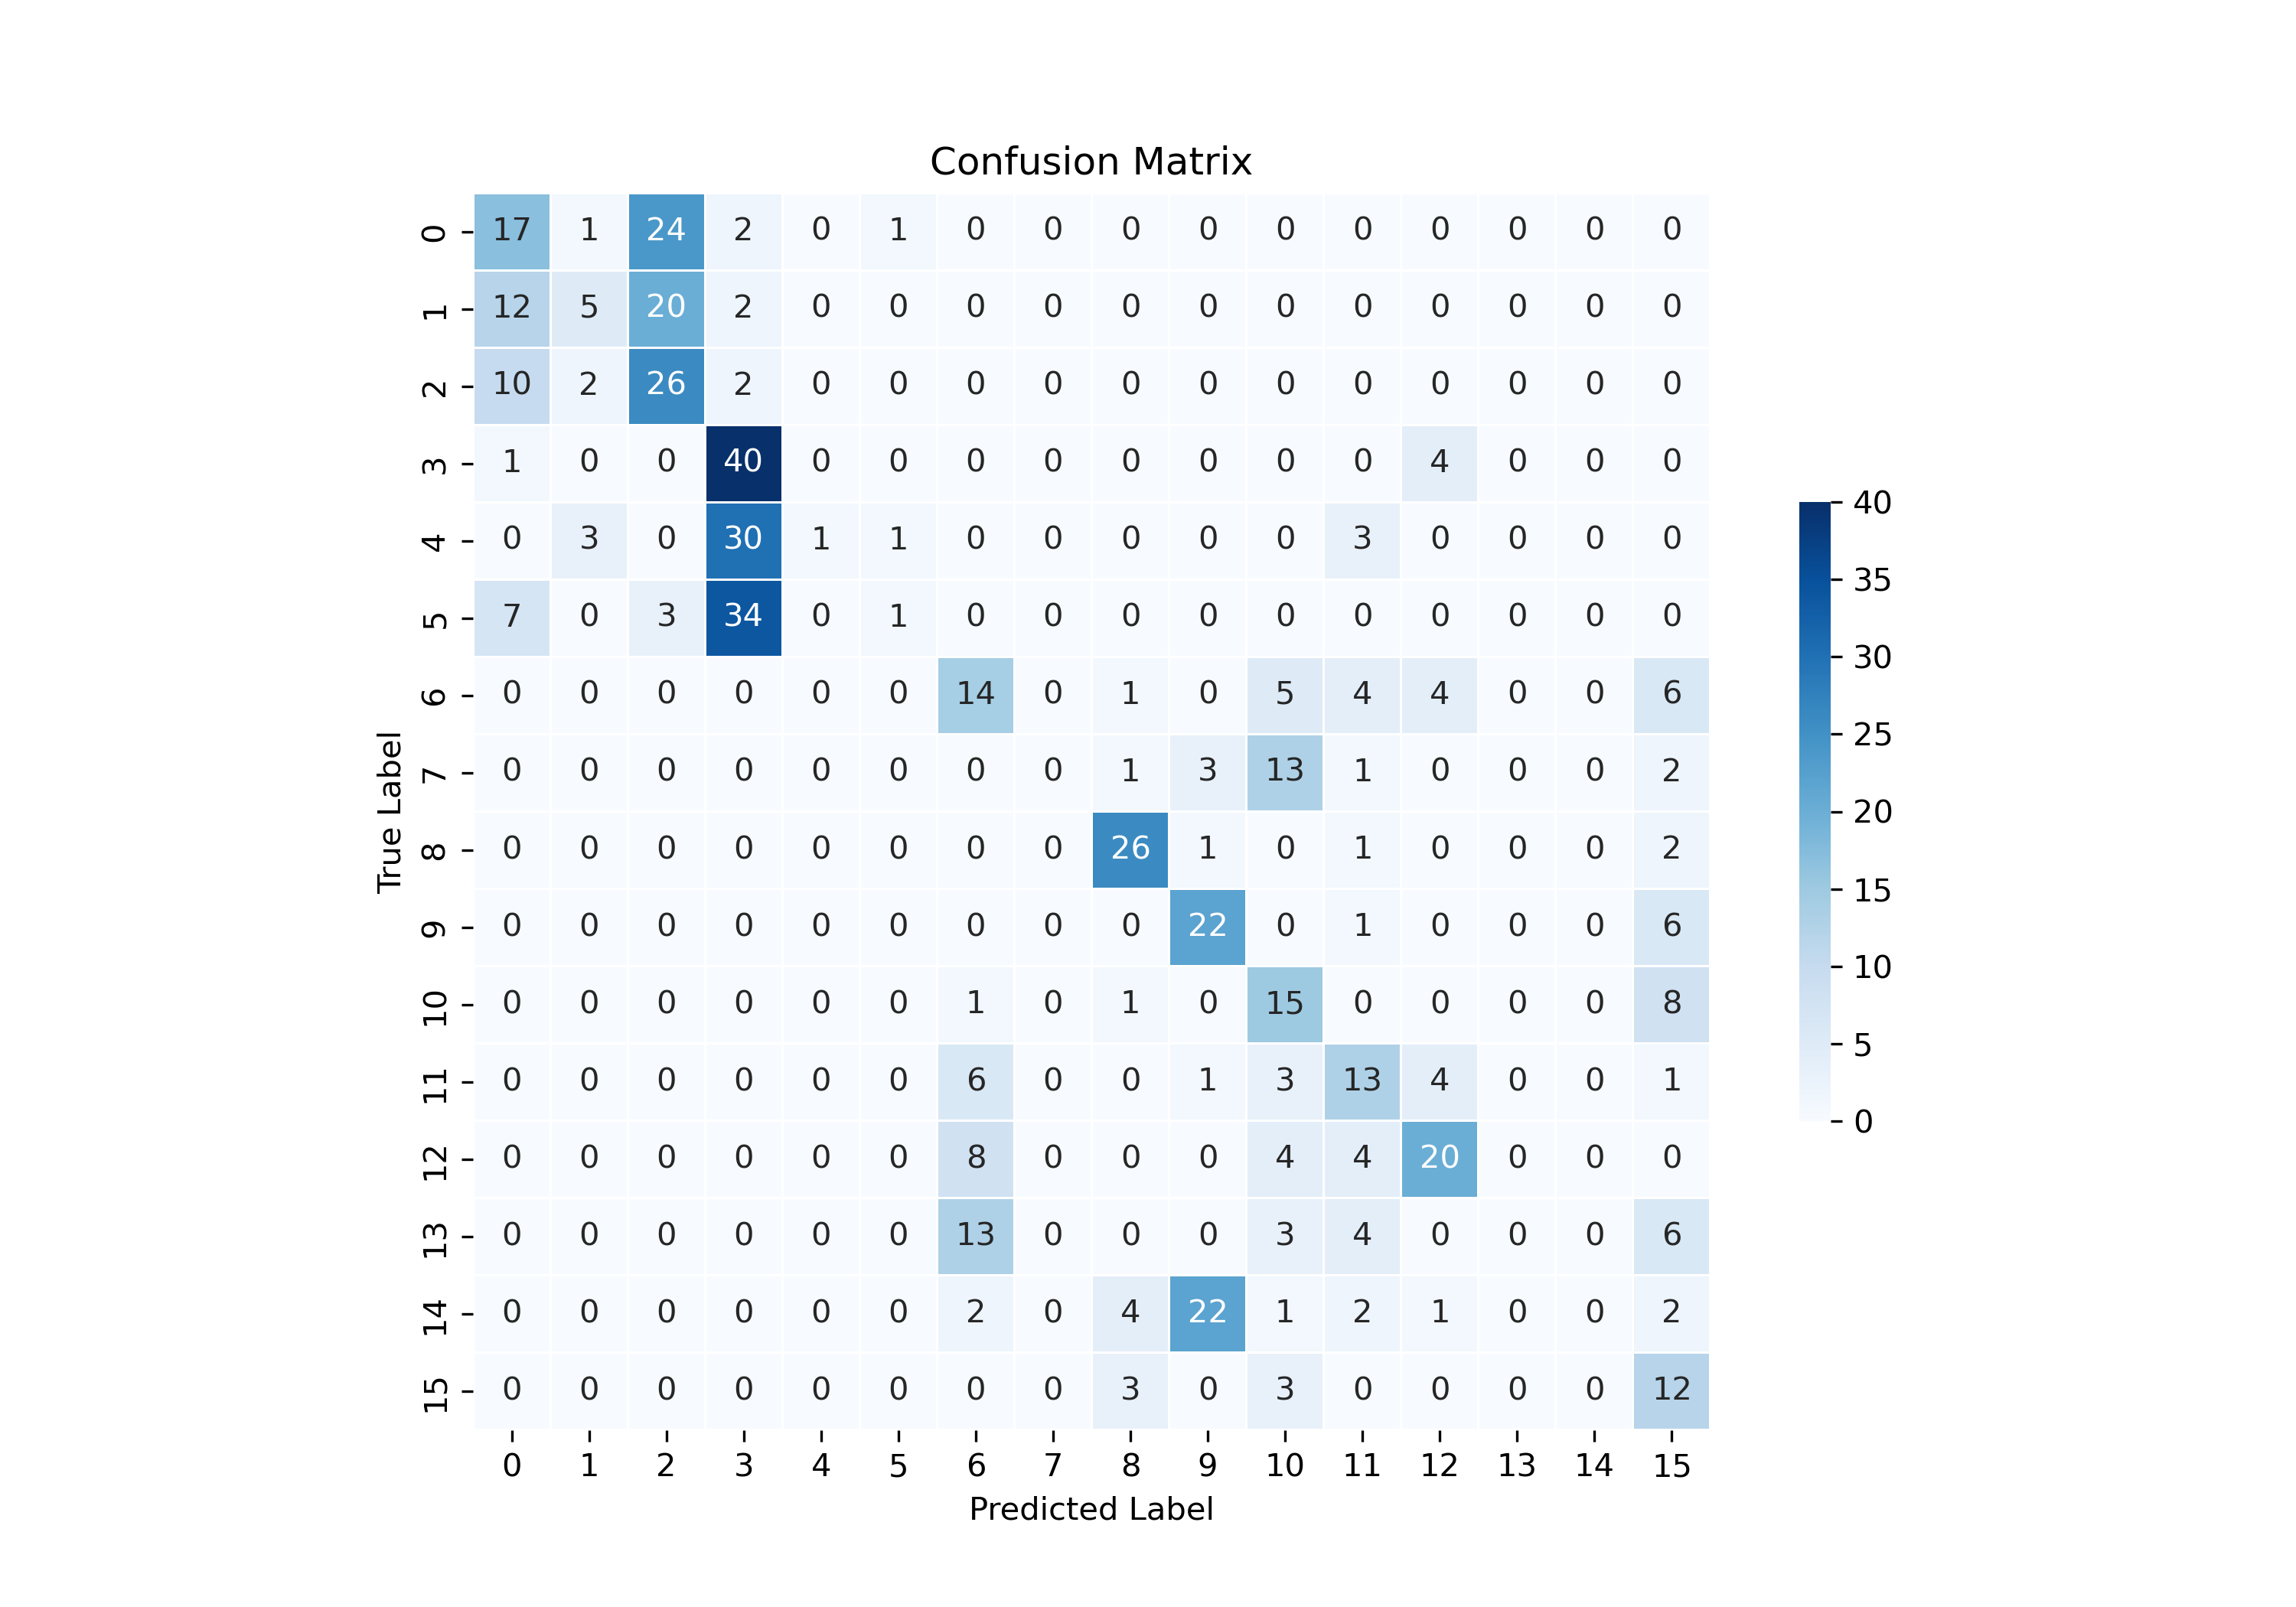 Confusion Matrix
0 17 1 24 2 0 1 0 0 0 0 0 0 0 0 0 0
1 12 5 20 2 0 0 0 0 0 0 0 0 0 0 0 0
2 10 2 26 2 0 0 0 0 0 0 0 0 0 0 0 0
3 1 0 0 40 0 0 0 0 0 0 0 0 4 0 0 0
4 0 3 0 30 1 1 0 0 0 0 0 3 0 0 0 0
5 7 0 3 34 0 1 0 0 0 0 0 0 0 0 0 0
6 0 0 0 0 0 0 14 0 1 0 5 4 4 0 0 6
7 0 0 0 0 0 0 0 0 1 3 13 1 0 0 0 2
8 0 0 0 0 0 0 0 0 26 1 0 1 0 0 0 2
9 0 0 0 0 0 0 0 0 0 22 0 1 0 0 0 6
10 0 0 0 0 0 0 1 0 1 0 15 0 0 0 0 8
11 0 0 0 0 0 0 6 0 0 1 3 13 4 0 0 1
12 0 0 0 0 0 0 8 0 0 0 4 4 20 0 0 0
13 0 0 0 0 0 0 13 0 0 0 3 4 0 0 0 6
14 0 0 0 0 0 0 2 0 4 22 1 2 1 0 0 2
15 0 0 0 0 0 0 0 0 3 0 3 0 0 0 0 12
0 1 2 3 4 5 6 7 8 9 10 11 12 13 14 15
Predicted Label
True Label
40
35
30
25
20
15
10
5
0